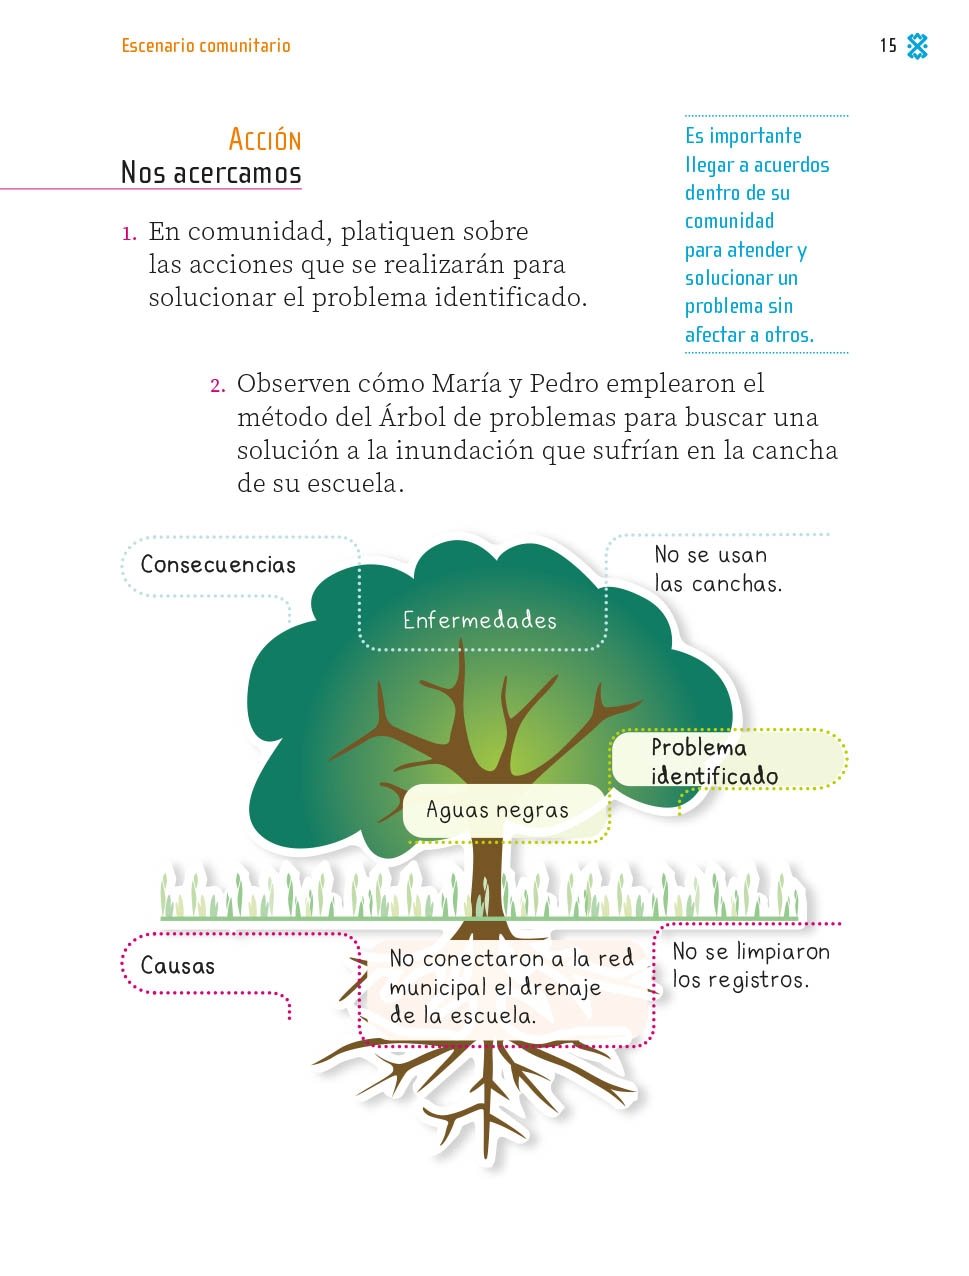 Escenario comunitario
15
ACCIÓN
Nos acercamos
Es importante
llegar a acuerdos
dentro de su
comunidad
para atender y
solucionar un
problema sin
afectar a otros.
1. En comunidad, platiquen sobre
las acciones que se realizarán para
solucionar el problema identificado.
2. Observen cómo María y Pedro emplearon el
método del Árbol de problemas para buscar una
solución a la inundación que sufrían en la cancha
de su escuela.
Consecuencias
Enfermedades
No se usan
las canchas.
Problema
identificado
Aguas negras
Causas
No conectaron a la red
municipal el drenaje
de la escuela.
No se limpiaron
los registros.